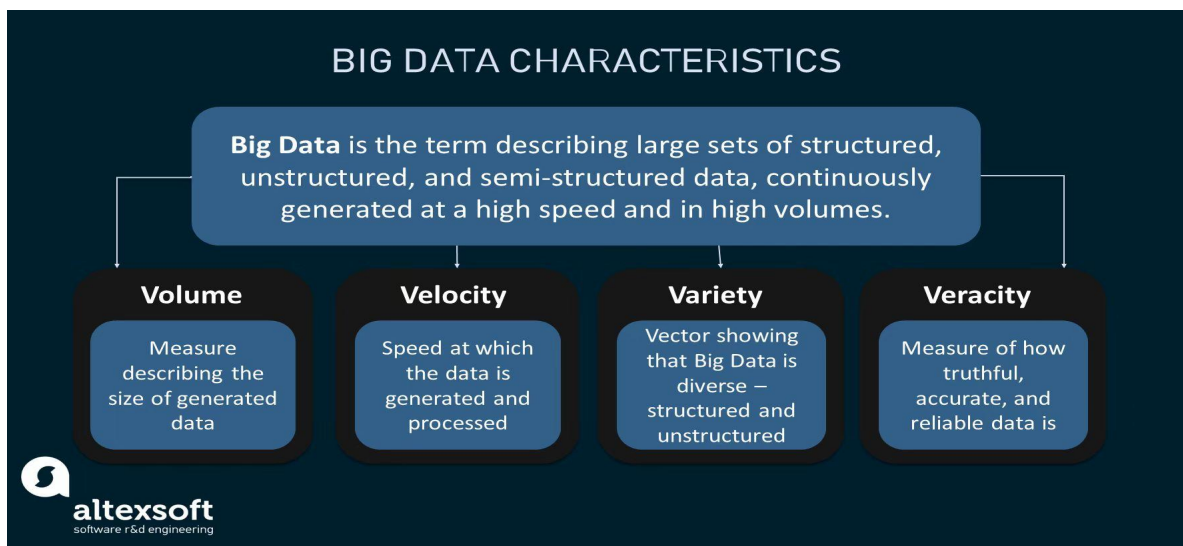 BIG DATA CHARACTERISTICS
Big Data is the term describing large sets of structured,
unstructured, and semi-structured data, continuously
generated at a high speed and in high volumes.
Volume
Measure
describing the
size of generated
data
Velocity
Speed at which
the data is
generated and
processed
Variety
Vector showing
that Big Data is
diverse –
structured and
unstructured
Veracity
Measure of how
truthful,
accurate, and
reliable data is
altexsoft
software r&d engineering